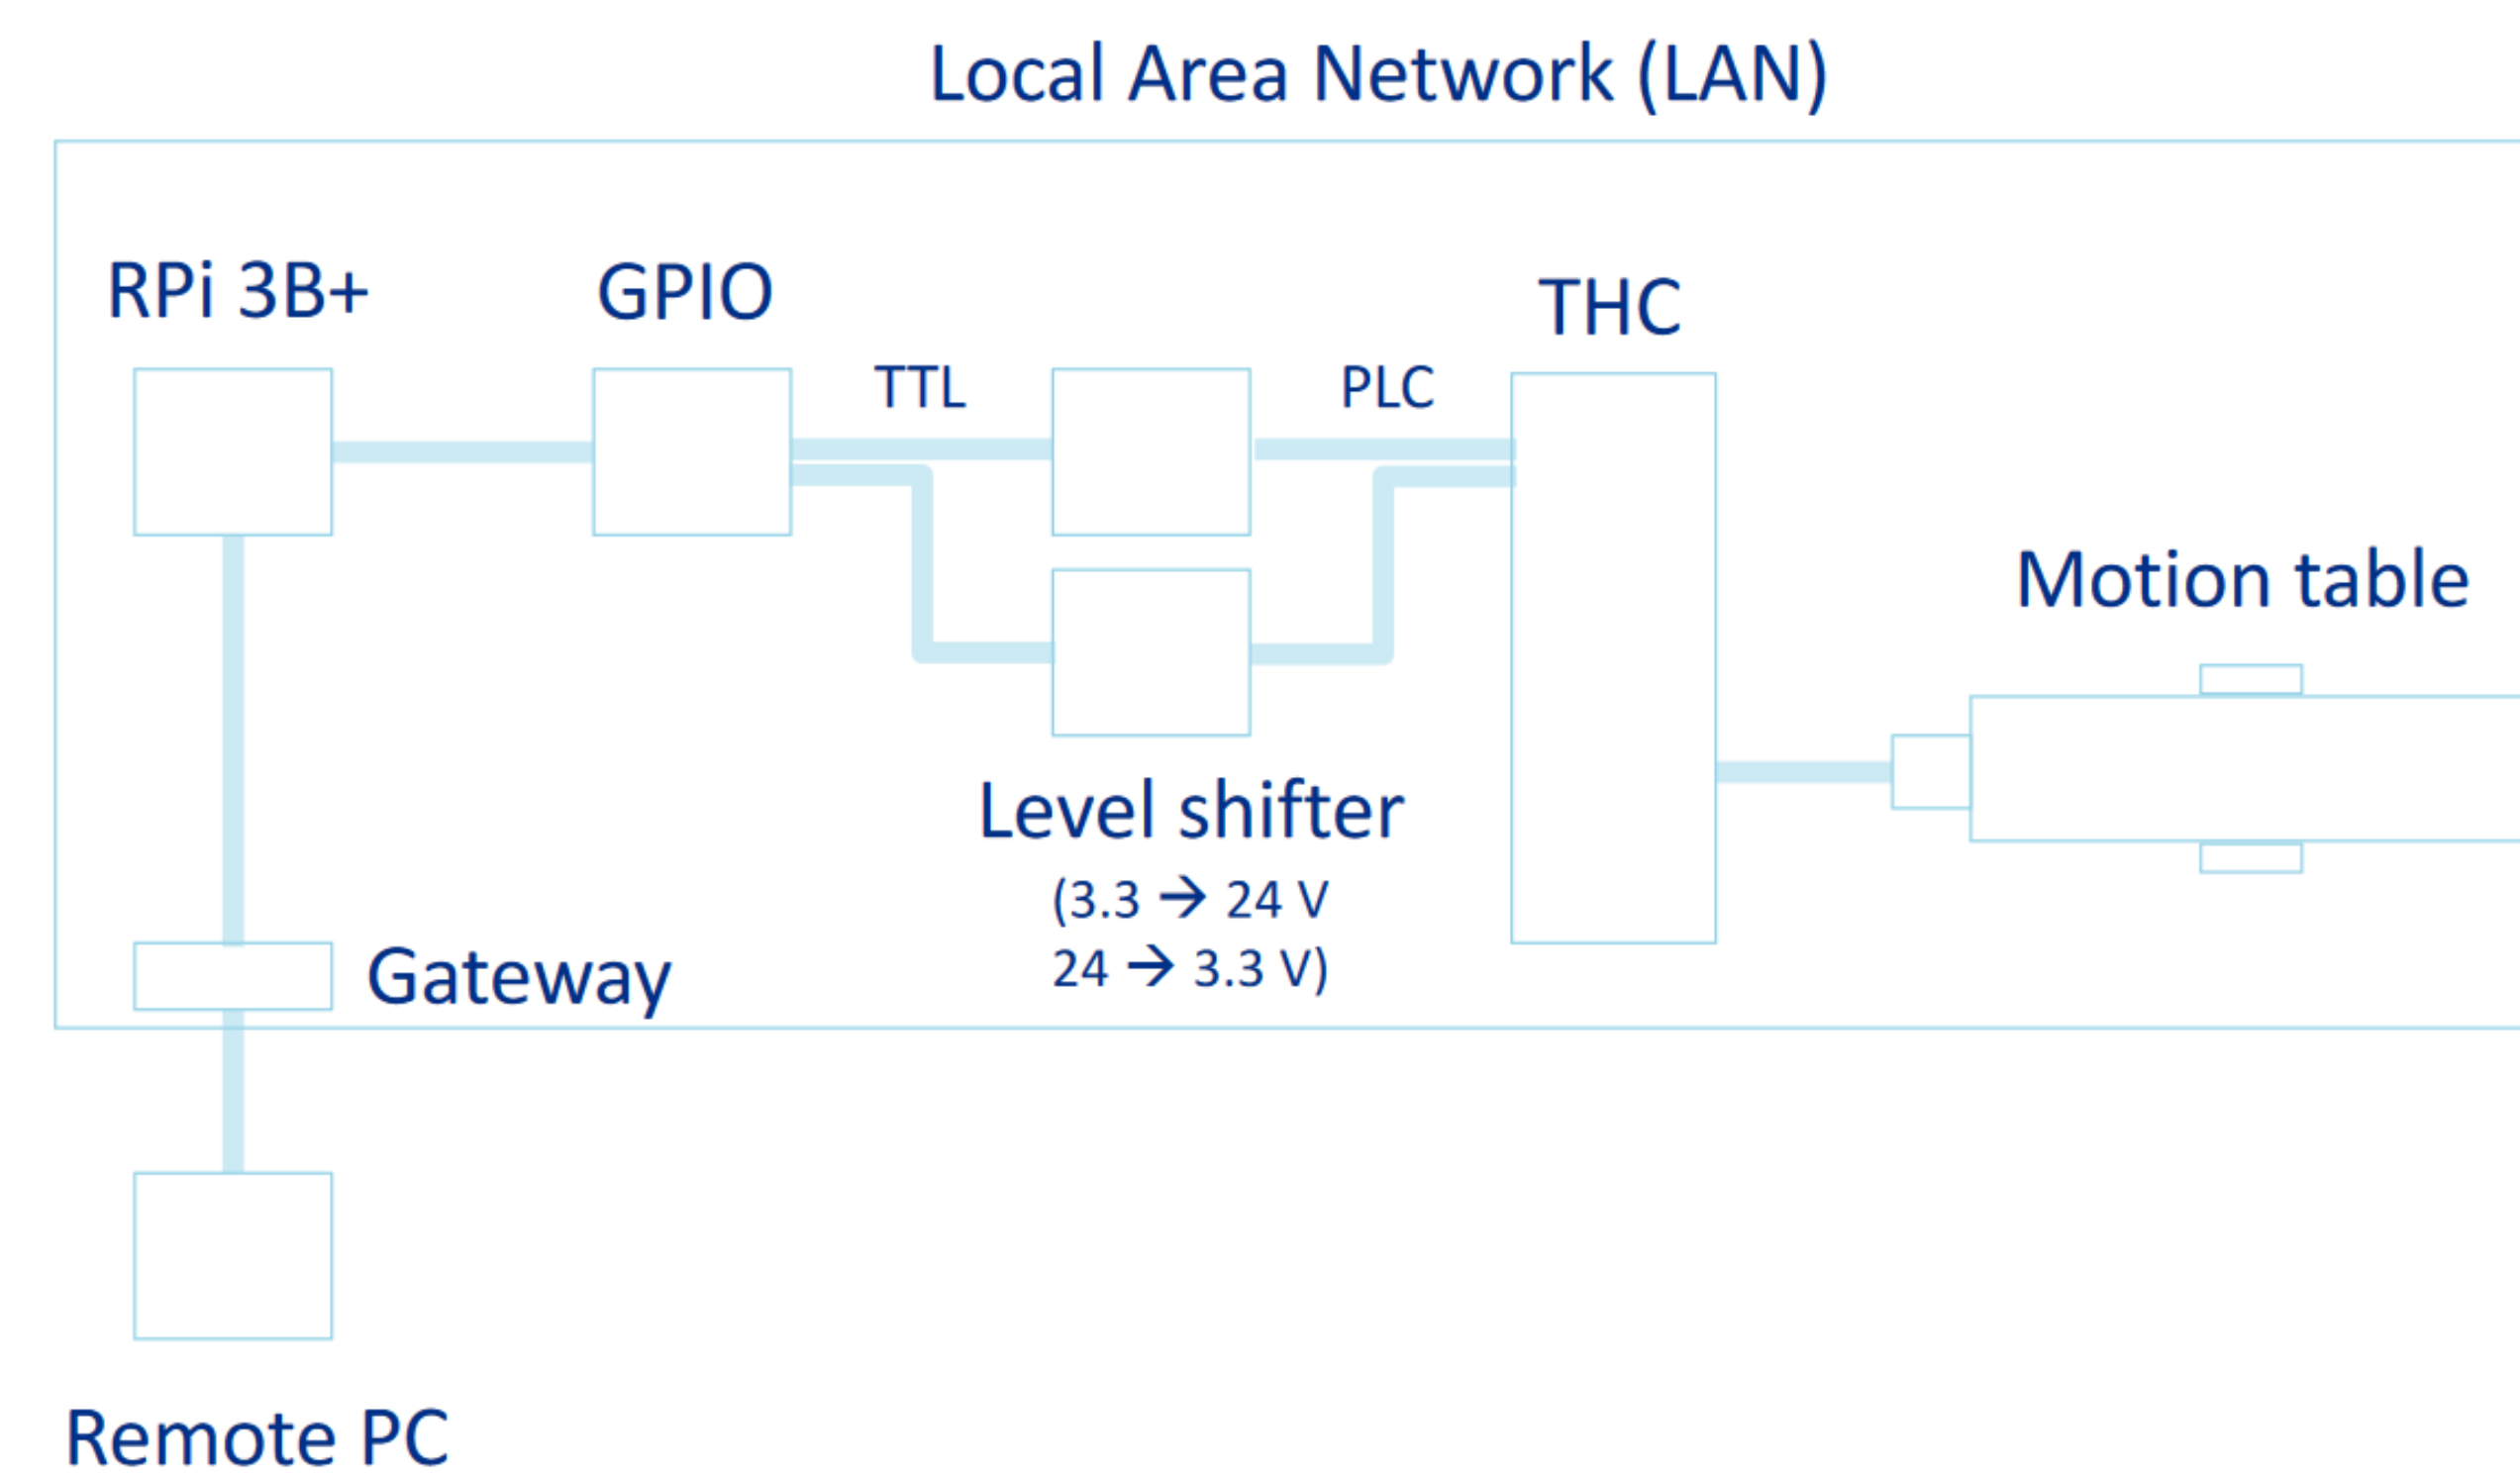 Local Area Network (LAN)
RPi 3B+
GPIO
THC
TTL
PLC
Motion table
Level shifter
(3.3 → 24 V
24 → 3.3 V)
Gateway
Remote PC